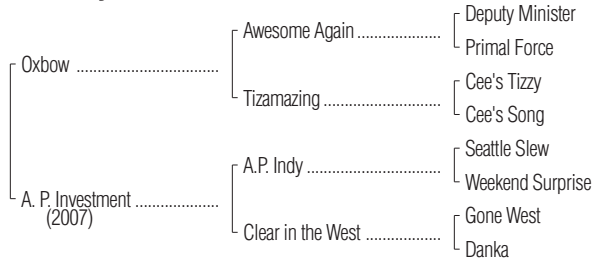 Deputy Minister
Awesome Again ..................
Primal Force
Oxbow ..............................
Cee's Tizzy
Tizamazing .........................
Cee's Song
Seattle Slew
A.P. Indy .............................
Weekend Surprise
A. P. Investment ..................
(2007)
Gone West
Clear in the West ................
Danka